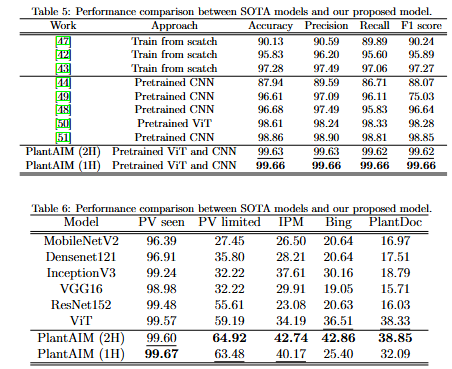 Table 5: Performance comparison between SOTA models and our proposed model.
Work Approach Accuracy Precision Recall F1 score
[47] Train from scatch 90.13 90.59 89.89 90.24
[42] Train from scatch 95.83 96.20 95.60 95.89
[43] Train from scatch 97.28 97.49 97.06 97.27
[44] Pretrained CNN 87.94 89.59 86.71 88.07
[49] Pretrained CNN 96.61 97.09 96.11 75.03
[48] Pretrained CNN 96.68 97.49 95.83 96.64
[50] Pretrained ViT 98.61 98.24 98.33 98.28
[51] Pretrained CNN 98.86 98.90 98.81 98.85
PlantAIM (2H) Pretrained ViT and CNN 99.63 99.63 99.62 99.62
PlantAIM (1H) Pretrained ViT and CNN 99.66 99.66 99.66 99.66
Table 6: Performance comparison between SOTA models and our proposed model.
Model PV seen PV limited IPM Bing PlantDoc
MobileNetV2 96.39 27.45 26.50 20.64 16.97
Densenet121 96.91 35.80 28.21 20.64 17.51
InceptionV3 99.24 32.22 37.61 30.16 18.79
VGG16 98.98 32.22 29.91 19.05 15.71
ResNet152 99.48 55.61 23.08 20.63 16.03
ViT 99.57 59.19 34.19 36.51 38.33
PlantAIM (2H) 99.60 64.92 42.74 42.86 38.85
PlantAIM (1H) 99.67 63.48 40.17 25.40 32.09